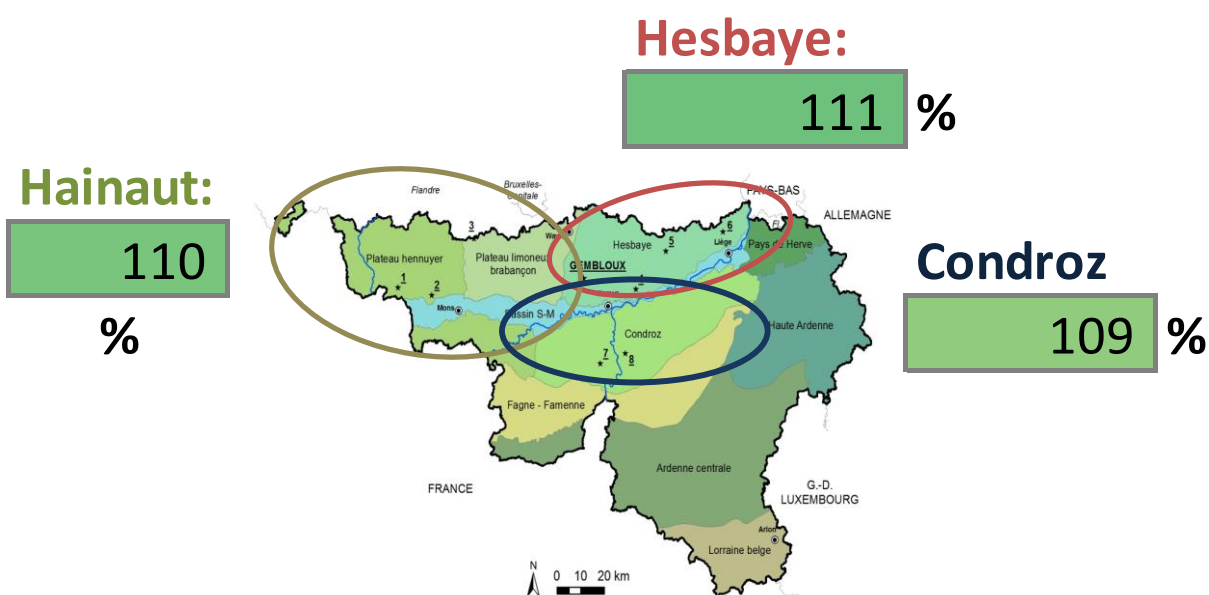 Hesbaye:
111 %
Hainaut:
110
%
Condroz
109 %
Flandre
Bruxelles-
Capitale
PAYS-BAS
ALLEMAGNE
3
6
5
Hesbaye
Liège
Pays de Herve
Plateau hennuyer
Plateau limoneux
brabançon
GEMBLOUX
1
2
Mons
Bassin S-M
Condroz
Haute Ardenne
7
8
Fagne - Famenne
Ardenne centrale
FRANCE
G.-D.
LUXEMBOURG
Arlon
Lorraine belge
N
0 10 20 km